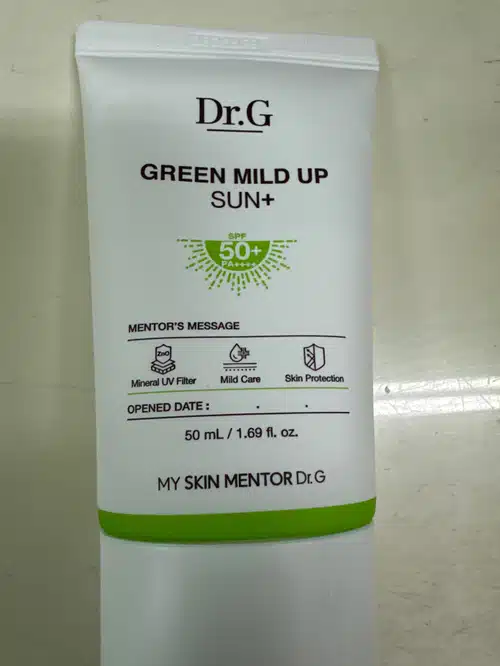 Dr.G
GREEN MILD UP
SUN+
SPF
50+
PA++++
MENTOR'S MESSAGE
ZnO
Mineral UV Filter
Mild Care
Skin Protection
OPENED DATE : . .
50 mL / 1.69 fl. oz.
MY SKIN MENTOR Dr.G